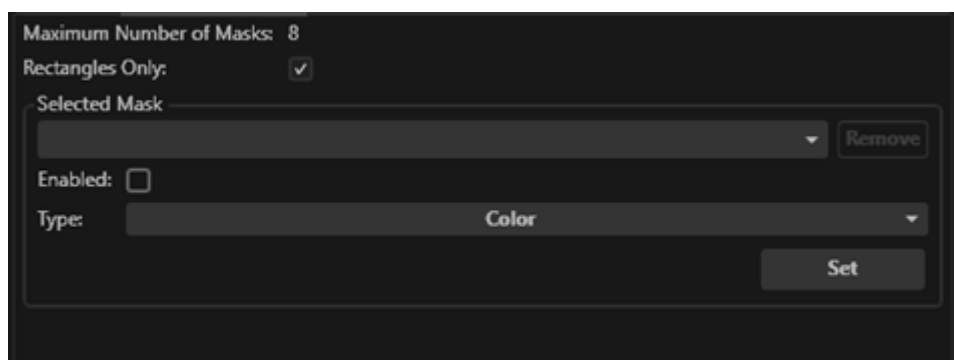 Maximum Number of Masks: 8
Rectangles Only:
Selected Mask
Remove
Enabled:
Type: Color
Set